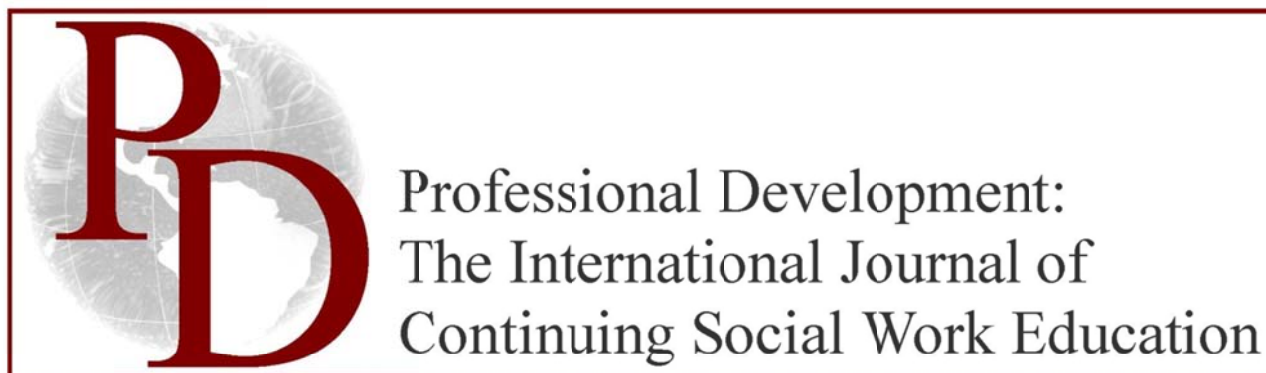 PD
Professional Development:
The International Journal of
Continuing Social Work Education